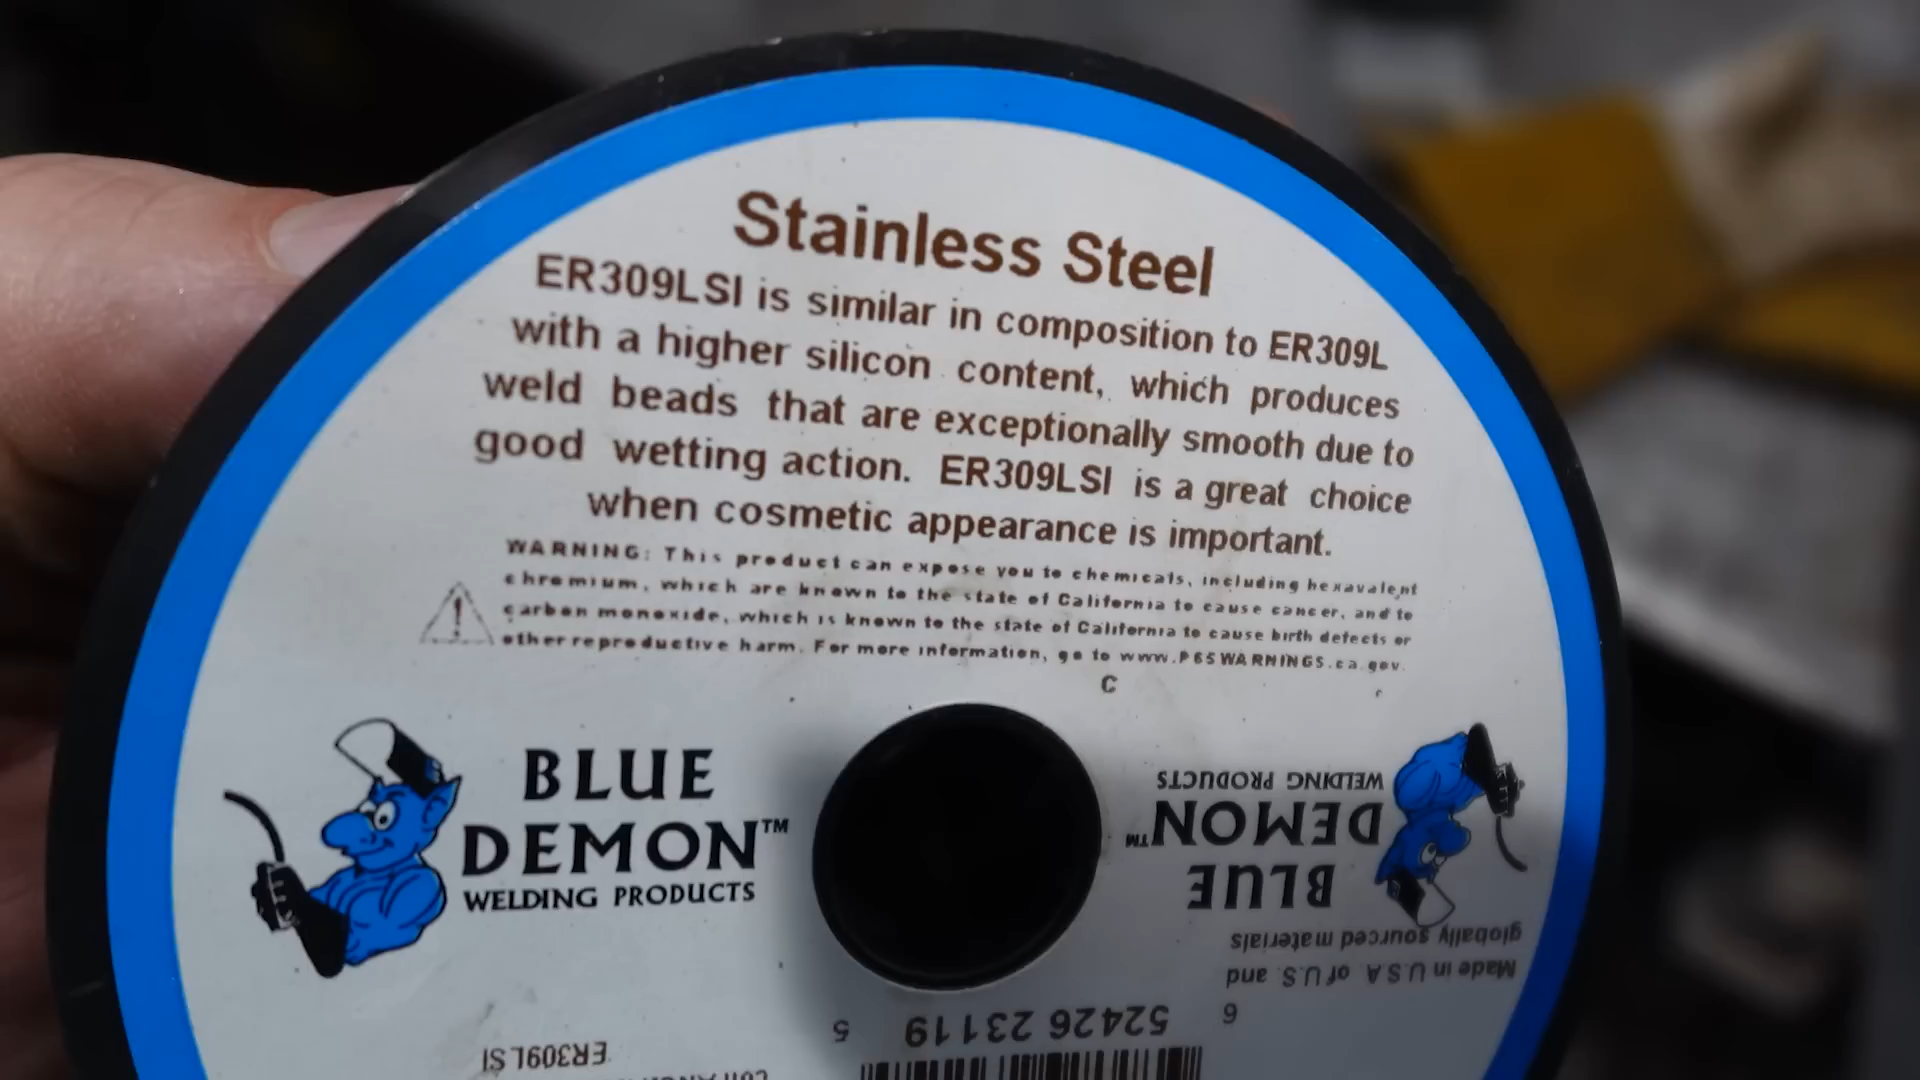 Stainless Steel
ER309LSI is similar in composition to ER309L
with a higher silicon content, which produces
weld beads that are exceptionally smooth due to
good wetting action. ER309LSI is a great choice
when cosmetic appearance is important.
WARNING: This product can expose you to chemicals, including hexavalent
chromium, which are known to the state of California to cause cancer, and to
carbon monoxide, which is known to the state of California to cause birth defects or
other reproductive harm. For more information, go to www.P65WARNINGS.ca.gov.
C
BLUE
DEMON™
WELDING PRODUCTS
BLUE
DEMON™
WELDING PRODUCTS
Made in U.S.A. of U.S. and
globally sourced materials
6 52426 23119 5
ER309LSI